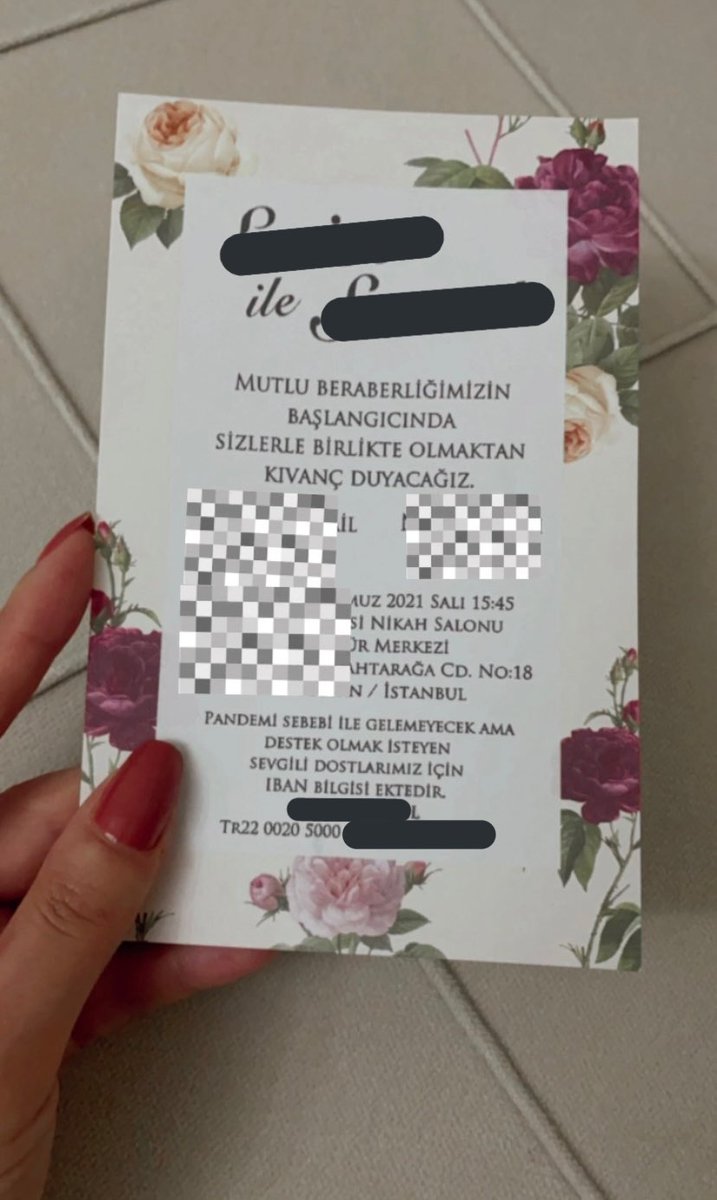 ile
MUTLU BERABERLİĞİMİZİN
BAŞLANGICINDA
SİZLERLE BİRLİKTE OLMAKTAN
KIVANÇ DUYACAĞIZ.
2021 SALI 15:45
NİKAH SALONU
MERKEZİ
CD. NO:18
/ İSTANBUL
PANDEMİ SEBEBİ İLE GELEMEYECEK AMA
DESTEK OLMAK İSTEYEN
SEVGİLİ DOSTLARIMIZ İÇİN
IBAN BİLGİSİ EKTEDİR.
TR22 0020 5000